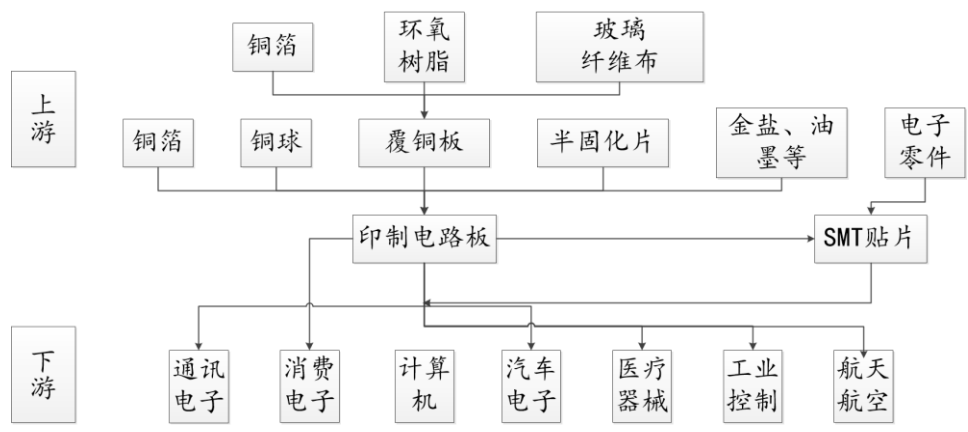 铜箔
环氧
树脂
玻璃
纤维布
上
游
铜箔
铜球
覆铜板
半固化片
金盐、油
墨等
电子
零件
印制电路板
SMT贴片
下
游
通讯
电子
消费
电子
计算
机
汽车
电子
医疗
器械
工业
控制
航天
航空